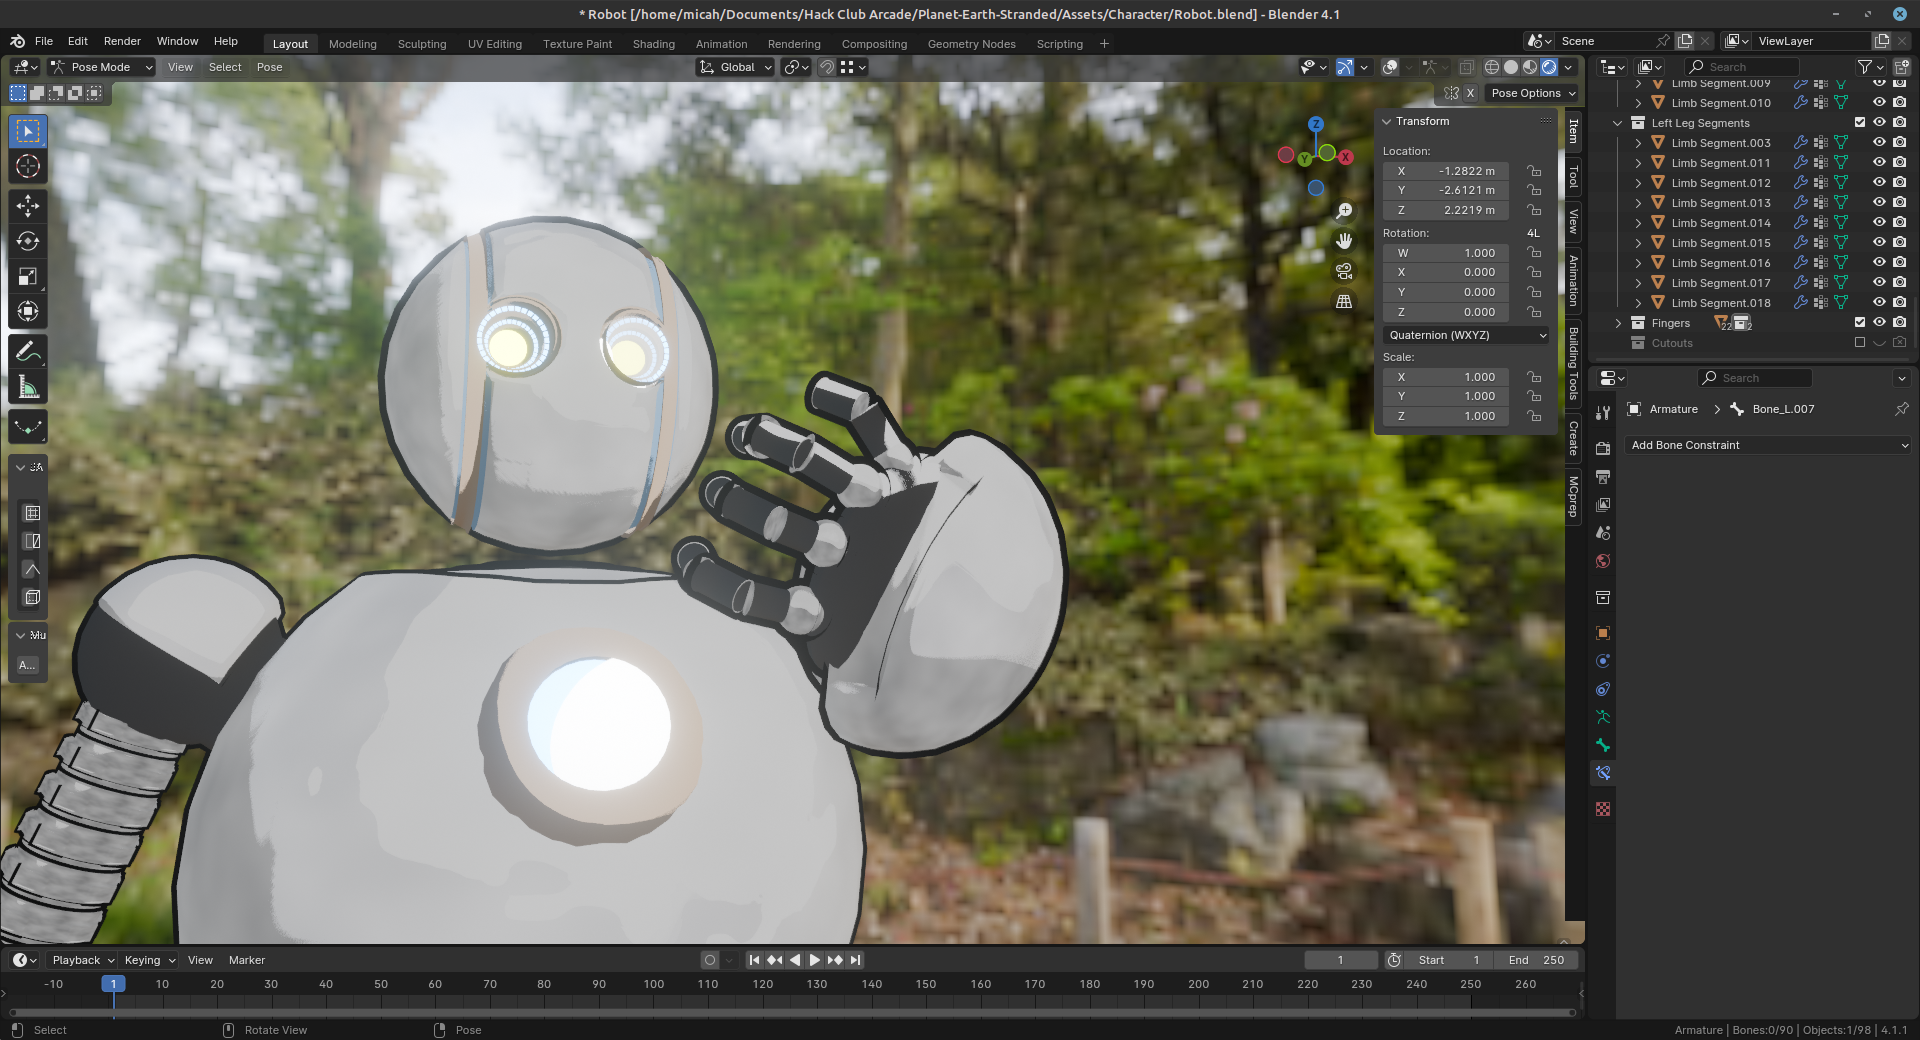 * Robot [/home/micah/Documents/Hack Club Arcade/Planet-Earth-Stranded/Assets/Character/Robot.blend] - Blender 4.1
File Edit Render Window Help Layout Modeling Sculpting UV Editing Texture Paint Shading Animation Rendering Compositing Geometry Nodes Scripting + Scene ViewLayer
Pose Mode View Select Pose Global Search
X Pose Options
Limb Segment.009
Limb Segment.010
Left Leg Segments
Limb Segment.003
Limb Segment.011
Limb Segment.012
Limb Segment.013
Limb Segment.014
Limb Segment.015
Limb Segment.016
Limb Segment.017
Limb Segment.018
Fingers 22 2
Cutouts
Z
Y
X
Transform
Location:
X -1.2822 m
Y -2.6121 m
Z 2.2219 m
Rotation: 4L
W 1.000
X 0.000
Y 0.000
Z 0.000
Quaternion (WXYZ)
Scale:
X 1.000
Y 1.000
Z 1.000
Item
Tool
View
Animation
Building Tools
Create
MCprep
Search
Armature > Bone_L.007
Add Bone Constraint
Mu
A...
Playback Keying View Marker 1 Start 1 End 250
-10 1 10 20 30 40 50 60 70 80 90 100 110 120 130 140 150 160 170 180 190 200 210 220 230 240 250 260
Select Rotate View Pose Armature | Bones:0/90 | Objects:1/98 | 4.1.1